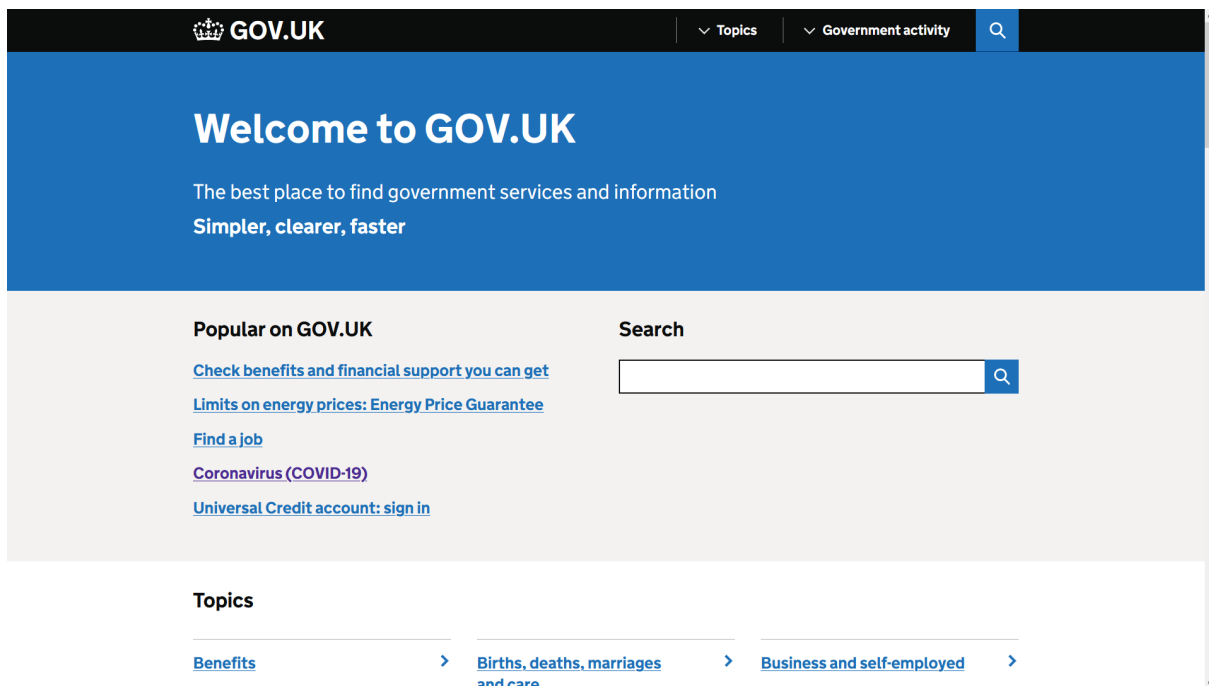 GOV.UK
Topics
Government activity
Welcome to GOV.UK
The best place to find government services and information
Simpler, clearer, faster
Popular on GOV.UK
Check benefits and financial support you can get
Limits on energy prices: Energy Price Guarantee
Find a job
Coronavirus (COVID-19)
Universal Credit account: sign in
Search
Topics
Benefits
Births, deaths, marriages
and care
Business and self-employed